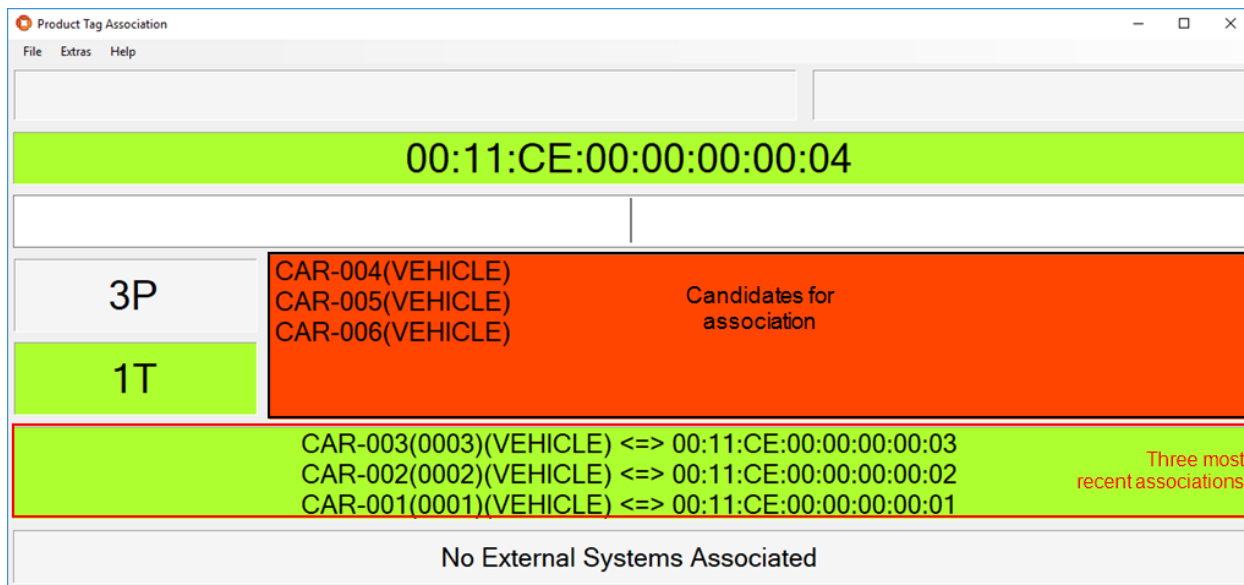 Product Tag Association
File Extras Help
00:11:CE:00:00:00:00:04
3P
1T
CAR-004(VEHICLE)
CAR-005(VEHICLE)
CAR-006(VEHICLE)
Candidates for
association
CAR-003(0003)(VEHICLE) <=> 00:11:CE:00:00:00:00:03
CAR-002(0002)(VEHICLE) <=> 00:11:CE:00:00:00:00:02
CAR-001(0001)(VEHICLE) <=> 00:11:CE:00:00:00:00:01
Three most
recent associations
No External Systems Associated